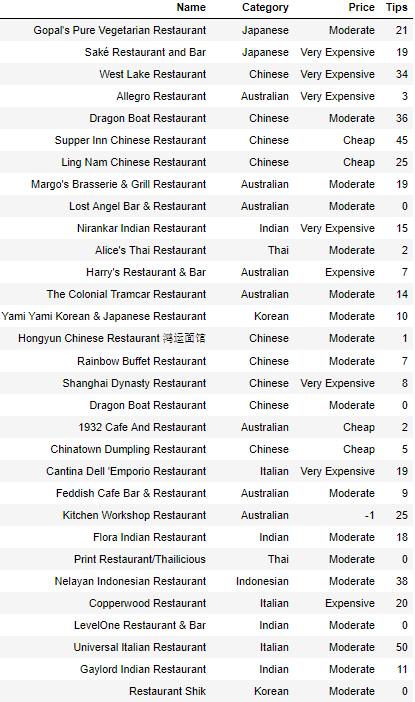 Name Category Price Tips
Gopal's Pure Vegetarian Restaurant Japanese Moderate 21
Saké Restaurant and Bar Japanese Very Expensive 19
West Lake Restaurant Chinese Very Expensive 34
Allegro Restaurant Australian Very Expensive 3
Dragon Boat Restaurant Chinese Moderate 36
Supper Inn Chinese Restaurant Chinese Cheap 45
Ling Nam Chinese Restaurant Chinese Cheap 25
Margo's Brasserie & Grill Restaurant Australian Moderate 19
Lost Angel Bar & Restaurant Australian Moderate 0
Nirankar Indian Restaurant Indian Very Expensive 15
Alice's Thai Restaurant Thai Moderate 2
Harry's Restaurant & Bar Australian Expensive 7
The Colonial Tramcar Restaurant Australian Moderate 14
Yami Yami Korean & Japanese Restaurant Korean Moderate 10
Hongyun Chinese Restaurant 鸿运面馆 Chinese Moderate 1
Rainbow Buffet Restaurant Chinese Moderate 7
Shanghai Dynasty Restaurant Chinese Very Expensive 8
Dragon Boat Restaurant Chinese Moderate 0
1932 Cafe And Restaurant Australian Cheap 2
Chinatown Dumpling Restaurant Chinese Cheap 5
Cantina Dell 'Emporio Restaurant Italian Very Expensive 19
Feddish Cafe Bar & Restaurant Australian Moderate 9
Kitchen Workshop Restaurant Australian -1 25
Flora Indian Restaurant Indian Moderate 18
Print Restaurant/Thailicious Thai Moderate 0
Nelayan Indonesian Restaurant Indonesian Moderate 38
Copperwood Restaurant Italian Expensive 20
LevelOne Restaurant & Bar Indian Moderate 0
Universal Italian Restaurant Italian Moderate 50
Gaylord Indian Restaurant Indian Moderate 11
Restaurant Shik Korean Moderate 0